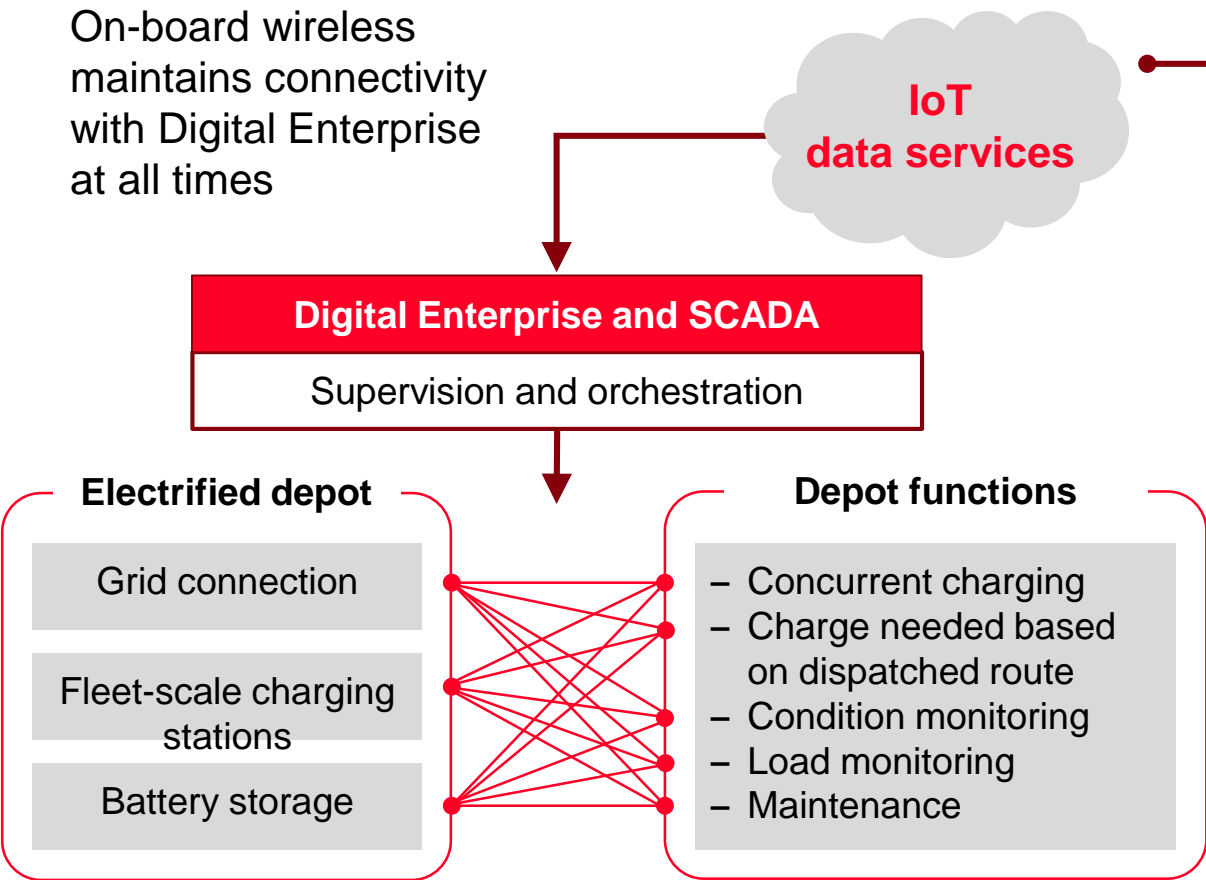 On-board wireless
maintains connectivity
with Digital Enterprise
at all times
IoT
data services
Digital Enterprise and SCADA
Supervision and orchestration
Electrified depot
Grid connection
Fleet-scale charging
stations
Battery storage
Depot functions
– Concurrent charging
– Charge needed based
on dispatched route
– Condition monitoring
– Load monitoring
– Maintenance